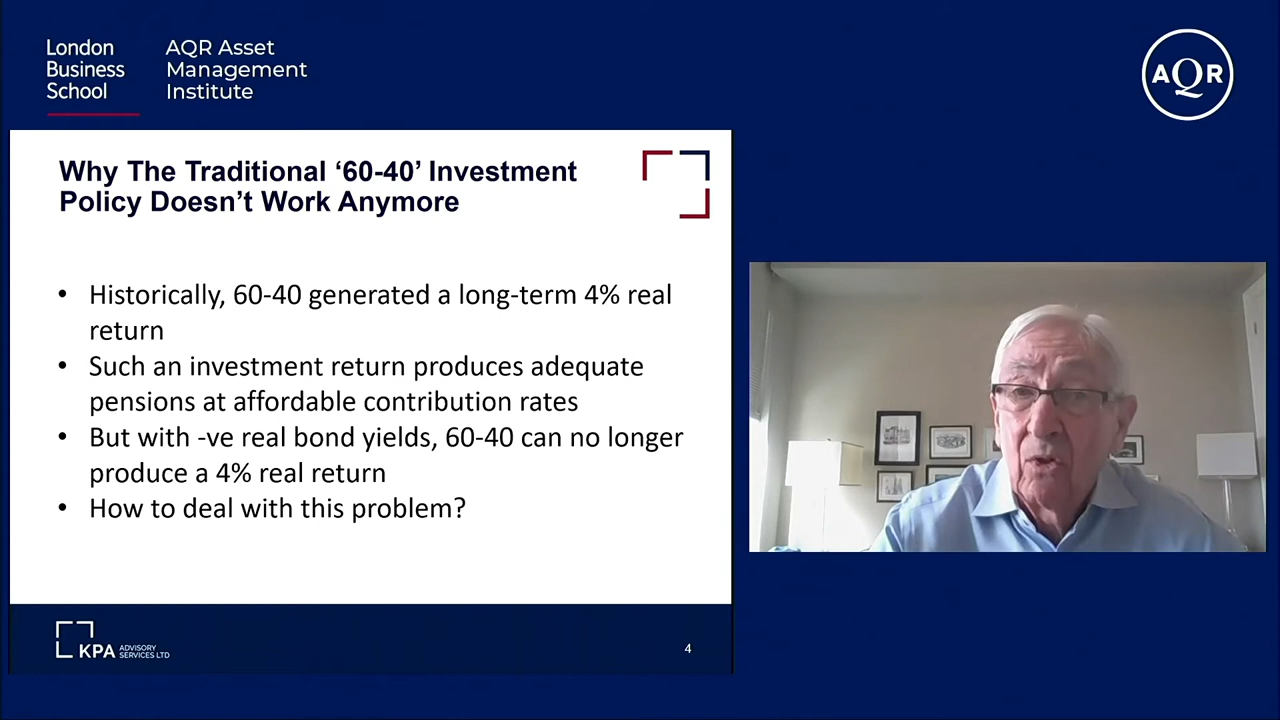 London
Business
School
AQR Asset
Management
Institute
AQR
Why The Traditional ‘60-40’ Investment
Policy Doesn’t Work Anymore
• Historically, 60-40 generated a long-term 4% real
return
• Such an investment return produces adequate
pensions at affordable contribution rates
• But with -ve real bond yields, 60-40 can no longer
produce a 4% real return
• How to deal with this problem?
KPA ADVISORY
SERVICES LTD
4